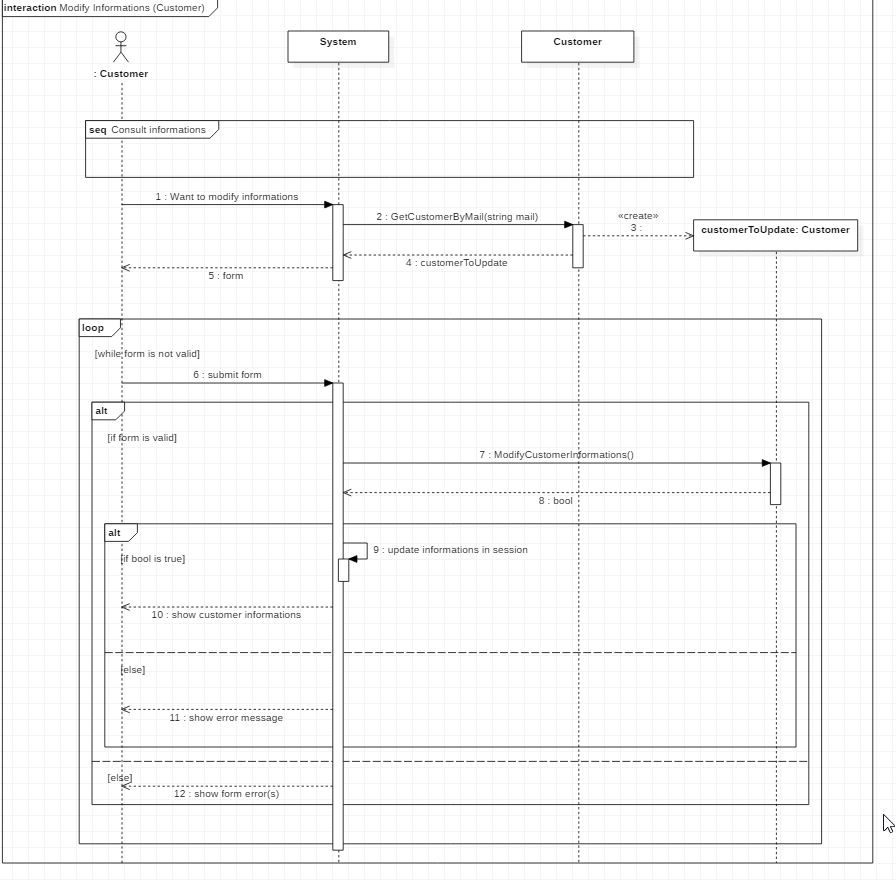 interaction Modify Informations (Customer)
System
Customer
: Customer
seq Consult informations
1 : Want to modify informations
2 : GetCustomerByMail(string mail)
«create»
3 :
customerToUpdate: Customer
4 : customerToUpdate
5 : form
loop
[while form is not valid]
6 : submit form
alt
[if form is valid]
7 : ModifyCustomerInformations()
8 : bool
alt
9 : update informations in session
[if bool is true]
10 : show customer informations
[else]
11 : show error message
[else]
12 : show form error(s)